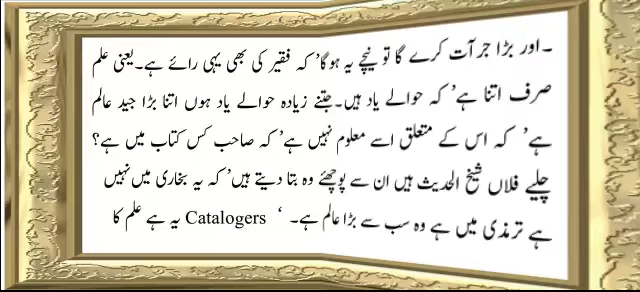 ۔اور بڑا جرآت کرے گا تو نیچے یہ ہوگا’ کہ فقیر کی بھی یہی رائے ہے۔یعنی علم
صرف اتنا ہے’ کہ حوالے یاد ہیں۔جتنے زیادہ حوالے یاد ہوں اتنا بڑا جید عالم
ہے’ کہ اس کے متعلق اسے معلوم نہیں ہے’ کہ صاحب کس کتاب میں ہے؟
چلیے فلاں شیخ الحدیث ہیں ان سے پوچھئے وہ بتا دیتے ہیں’ کہ یہ بخاری میں نہیں
ہے ترمذی میں ہے وہ سب سے بڑا عالم ہے۔ ‘ Catalogers یہ ہے علم کا